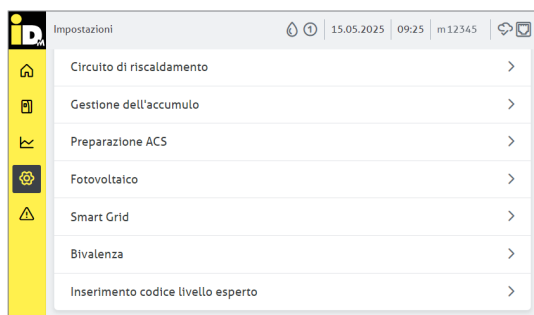 iDM
Impostazioni 1 15.05.2025 09:25 m12345
Circuito di riscaldamento
Gestione dell'accumulo
Preparazione ACS
Fotovoltaico
Smart Grid
Bivalenza
Inserimento codice livello esperto